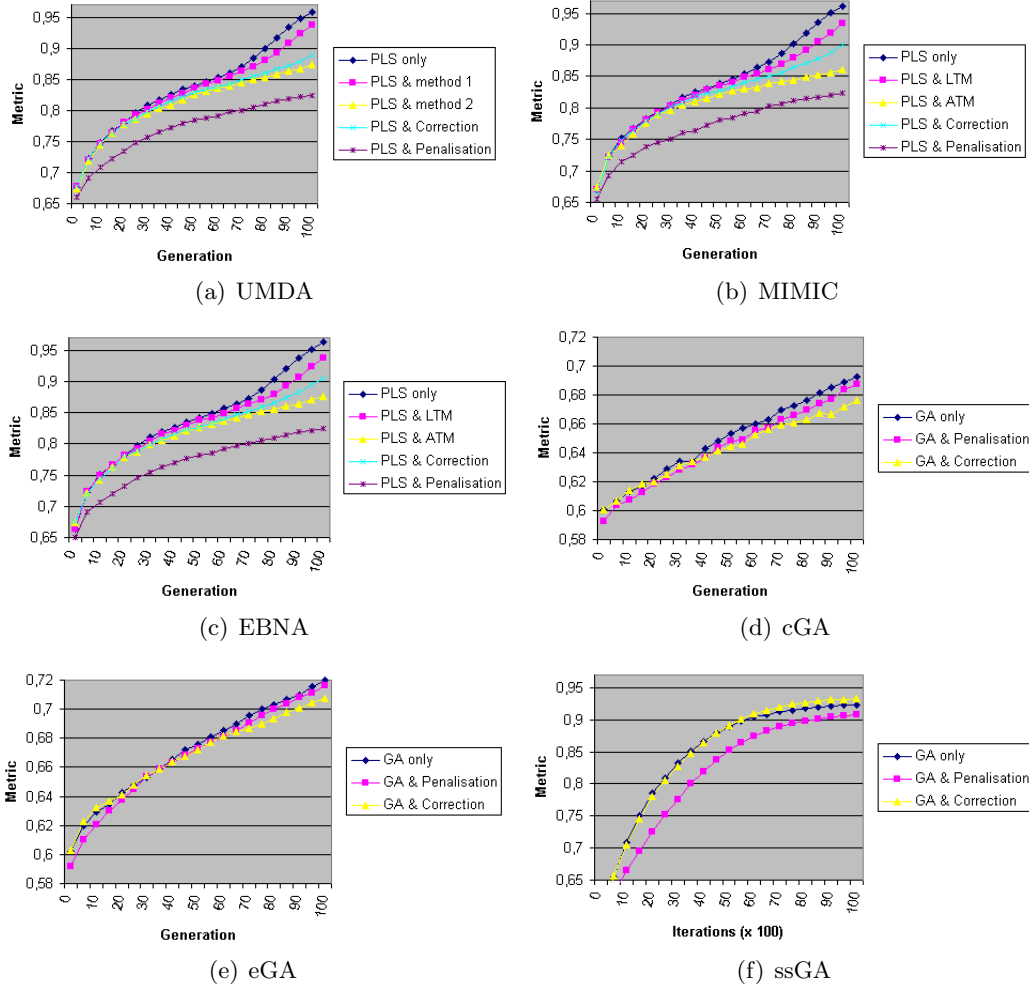 0,95
0,9
0,85
0,8
0,75
0,7
0,65
Metric
0
10
20
30
40
50
60
70
80
90
100
Generation
PLS only
PLS & method 1
PLS & method 2
PLS & Correction
PLS & Penalisation
(a) UMDA
0,95
0,9
0,85
0,8
0,75
0,7
0,65
Metric
0
10
20
30
40
50
60
70
80
90
100
Generation
PLS only
PLS & LTM
PLS & ATM
PLS & Correction
PLS & Penalisation
(b) MIMIC
0,95
0,9
0,85
0,8
0,75
0,7
0,65
Metric
0
10
20
30
40
50
60
70
80
90
100
Generation
PLS only
PLS & LTM
PLS & ATM
PLS & Correction
PLS & Penalisation
(c) EBNA
0,72
0,7
0,68
0,66
0,64
0,62
0,6
0,58
Metric
0
10
20
30
40
50
60
70
80
90
100
Generation
GA only
GA & Penalisation
GA & Correction
(d) cGA
0,72
0,7
0,68
0,66
0,64
0,62
0,6
0,58
Metric
0
10
20
30
40
50
60
70
80
90
100
Generation
GA only
GA & Penalisation
GA & Correction
(e) eGA
0,95
0,9
0,85
0,8
0,75
0,7
0,65
Metric
0
10
20
30
40
50
60
70
80
90
100
Iterations (x 100)
GA only
GA & Penalisation
GA & Correction
(f) ssGA